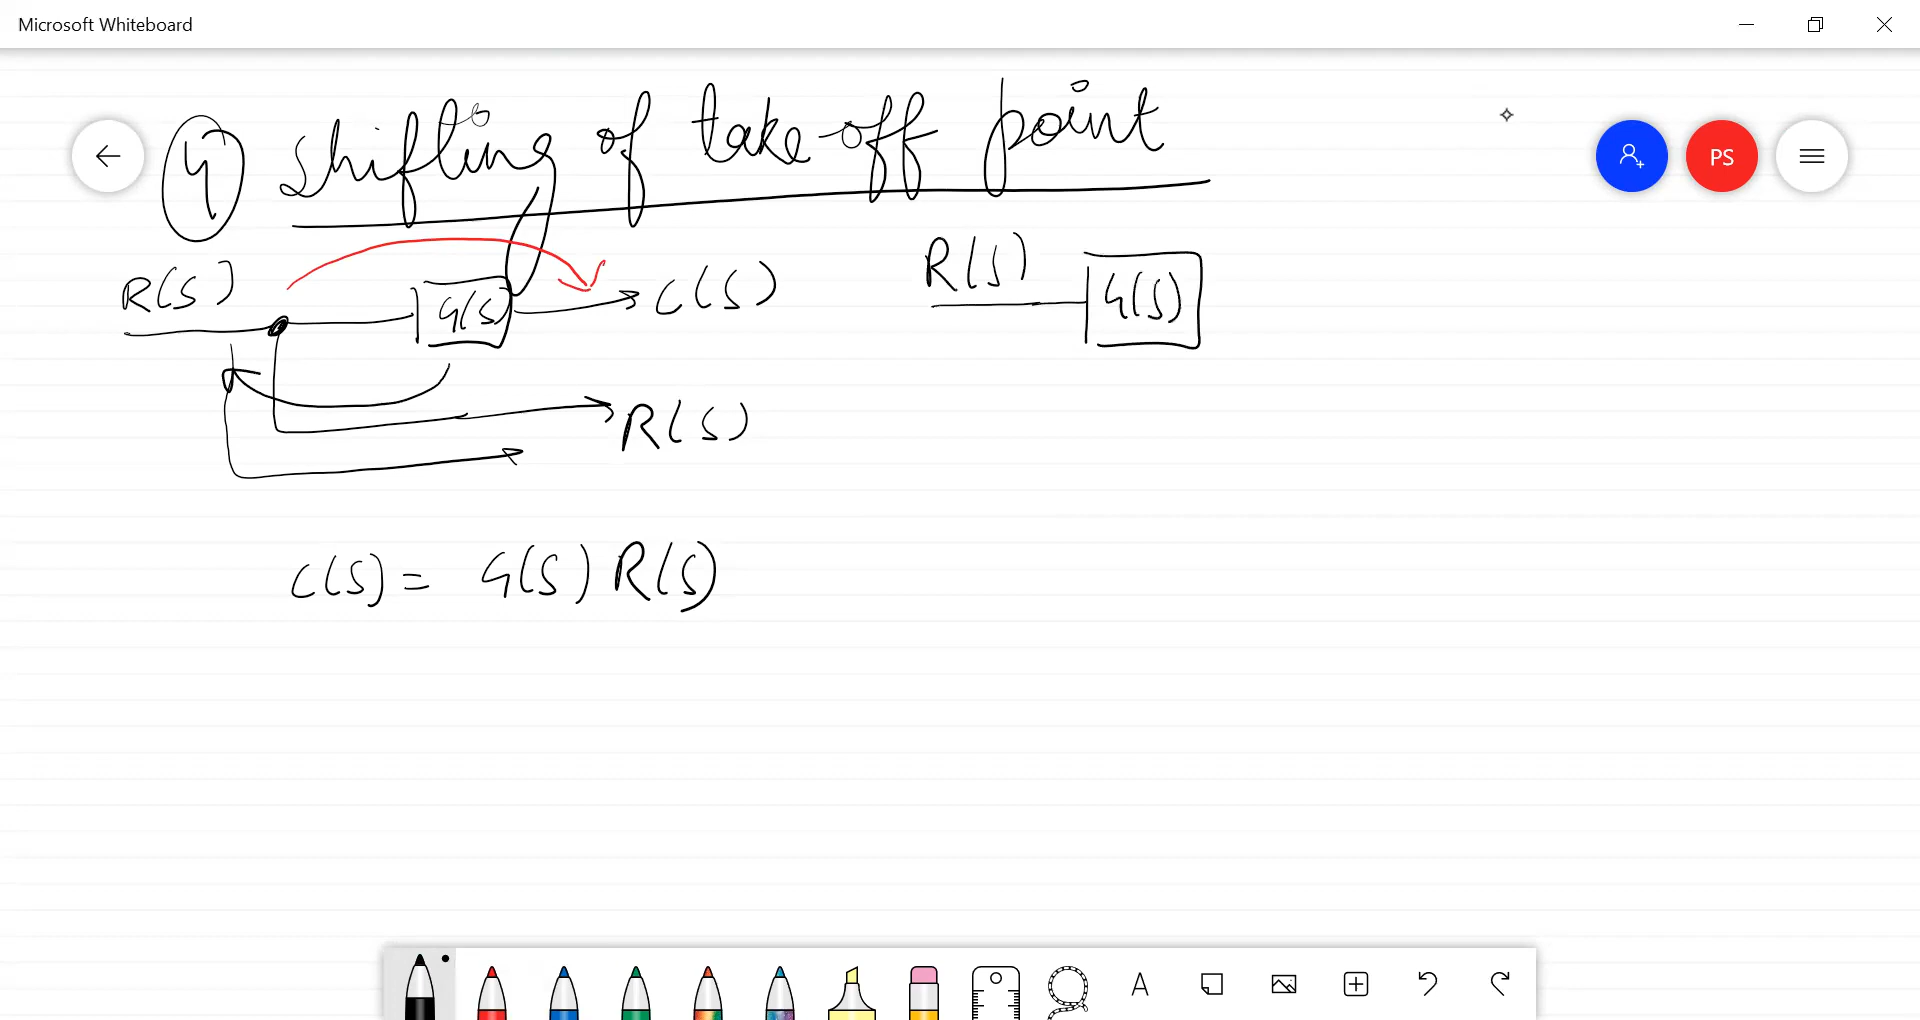 Microsoft Whiteboard
4 Shifting of take-off point
PS
R(S) G(S) C(S) R(S) G(S)
R(S)
C(S) = G(S) R(S)
A